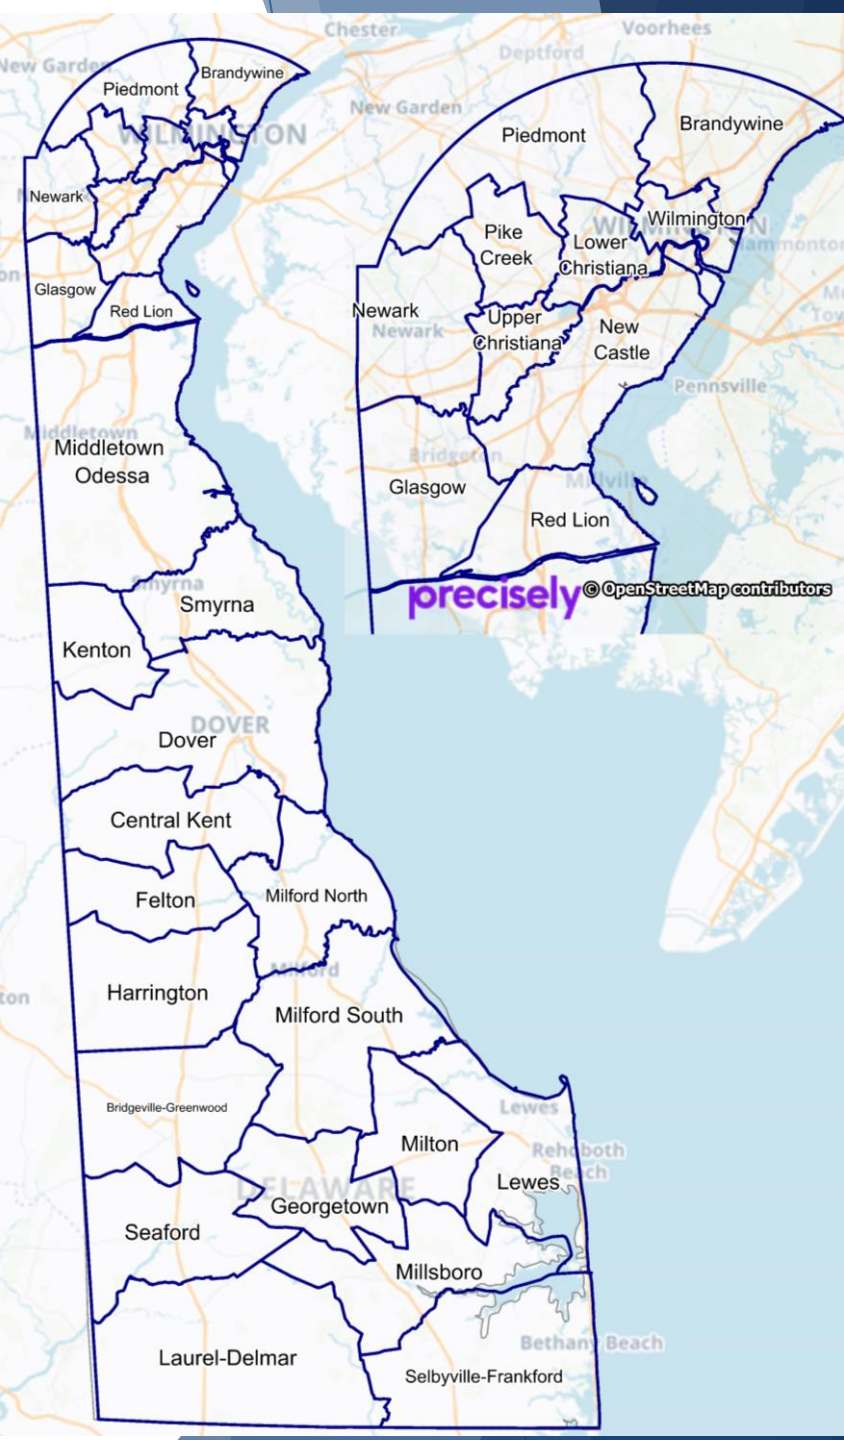 Chester
Voorhees
Deptford
New Garden
Brandywine
Piedmont
WILMINGTON
Newark
Glasgow
Red Lion
New Garden
Piedmont
Brandywine
Pike
Creek
Lower
Christiana
Wilmington
Newark
Newark
Upper
Christiana
New
Castle
Pennsville
Bridgeton
Glasgow
Millville
Red Lion
precisely
© OpenStreetMap contributors
Middletown
Middletown
Odessa
Smyrna
Smyrna
Kenton
DOVER
Dover
Central Kent
Felton
Milford North
Milford
Harrington
Milford South
Bridgeville-Greenwood
Lewes
Milton
Rehoboth
Beach
Lewes
DELAWARE
Georgetown
Seaford
Millsboro
Bethany Beach
Laurel-Delmar
Selbyville-Frankford